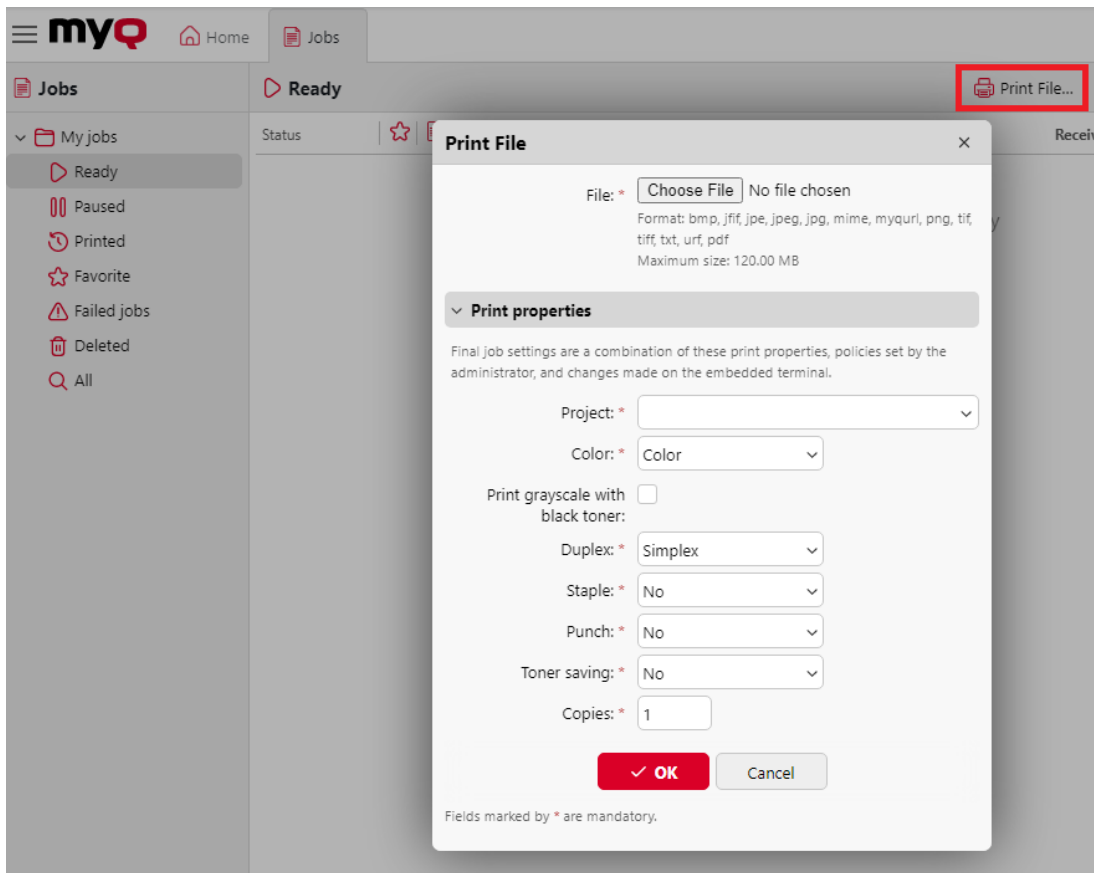 myQ
Home
Jobs
Jobs
Ready
Print File...
My jobs
Ready
Paused
Printed
Favorite
Failed jobs
Deleted
All
Status
Print File
File: * Choose File No file chosen
Format: bmp, jfif, jpe, jpeg, jpg, mime, myqurl, png, tif,
tiff, txt, urf, pdf
Maximum size: 120.00 MB
Print properties
Final job settings are a combination of these print properties, policies set by the
administrator, and changes made on the embedded terminal.
Project: *
Color: * Color
Print grayscale with
black toner:
Duplex: * Simplex
Staple: * No
Punch: * No
Toner saving: * No
Copies: * 1
OK
Cancel
Fields marked by * are mandatory.